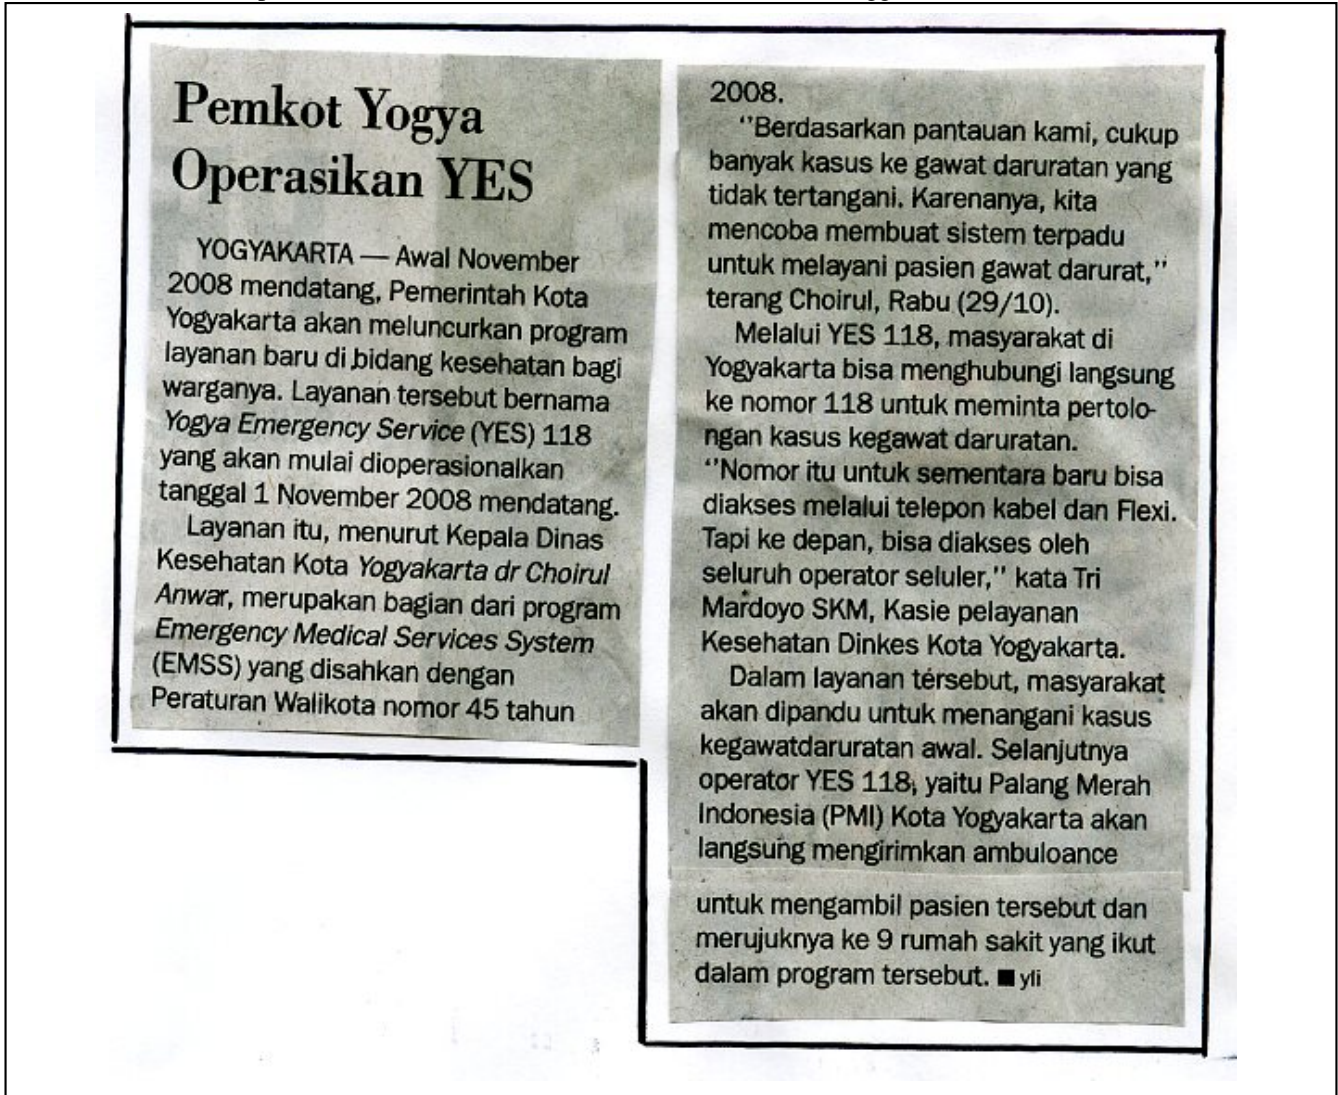 Pemkot Yogya
Operasikan YES
YOGYAKARTA — Awal November
2008 mendatang, Pemerintah Kota
Yogyakarta akan meluncurkan program
layanan baru di bidang kesehatan bagi
warganya. Layanan tersebut bernama
Yogya Emergency Service (YES) 118
yang akan mulai dioperasionalkan
tanggal 1 November 2008 mendatang.
Layanan itu, menurut Kepala Dinas
Kesehatan Kota Yogyakarta dr Choirul
Anwar, merupakan bagian dari program
Emergency Medical Services System
(EMSS) yang disahkan dengan
Peraturan Walikota nomor 45 tahun
2008.
‘‘Berdasarkan pantauan kami, cukup
banyak kasus ke gawat daruratan yang
tidak tertangani. Karenanya, kita
mencoba membuat sistem terpadu
untuk melayani pasien gawat darurat,’’
terang Choirul, Rabu (29/10).
Melalui YES 118, masyarakat di
Yogyakarta bisa menghubungi langsung
ke nomor 118 untuk meminta pertolo-
ngan kasus kegawat daruratan.
‘‘Nomor itu untuk sementara baru bisa
diakses melalui telepon kabel dan Flexi.
Tapi ke depan, bisa diakses oleh
seluruh operator seluler,’’ kata Tri
Mardoyo SKM, Kasie pelayanan
Kesehatan Dinkes Kota Yogyakarta.
Dalam layanan tersebut, masyarakat
akan dipandu untuk menangani kasus
kegawatdaruratan awal. Selanjutnya
operator YES 118, yaitu Palang Merah
Indonesia (PMI) Kota Yogyakarta akan
langsung mengirimkan ambuloance
untuk mengambil pasien tersebut dan
merujuknya ke 9 rumah sakit yang ikut
dalam program tersebut. ■ yli